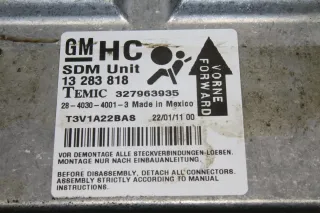 GM HC
SDM Unit
13 283 818
TEMIC 327963935
28-4030-4001-3 Made in Mexico
T3V1A22BA8 22/01/11 00
VORNE
FORWARD
VOR DEMONTAGE ALLE STECKVERBINDUNGEN LOEBEN.
MONTAGE NUR NACH EINBAUANLEITUNG
BEFORE DISASSEMBLY, DETACH ALL CONNECTORS.
ASSEMBLY STRICTLY ACCORDING TO MANUAL
INSTRUCTIONS